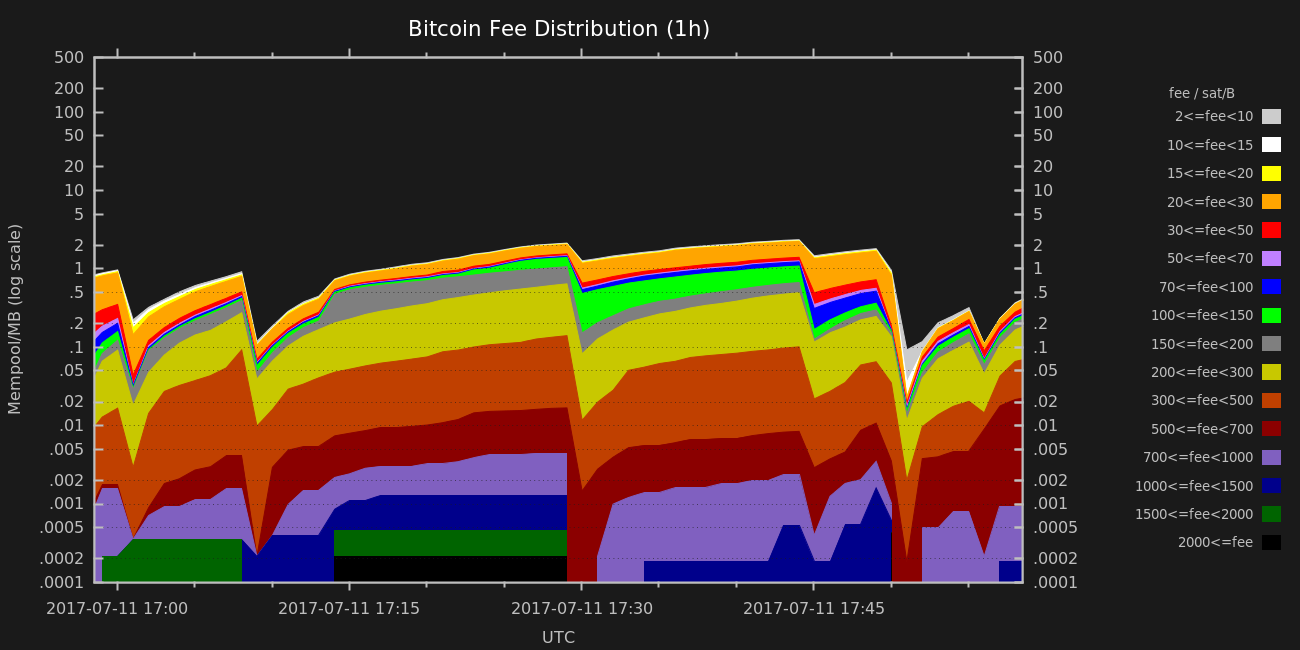 Bitcoin Fee Distribution (1h)
500 500
200 200
100 100
50 50
20 20
10 10
5 5
2 2
1 1
.5 .5
.2 .2
.1 .1
.05 .05
.02 .02
.01 .01
.005 .005
.002 .002
.001 .001
.0005 .0005
.0002 .0002
.0001 .0001
Mempool/MB (log scale)
2017-07-11 17:00 2017-07-11 17:15 2017-07-11 17:30 2017-07-11 17:45
UTC
fee / sat/B
2<=fee<10
10<=fee<15
15<=fee<20
20<=fee<30
30<=fee<50
50<=fee<70
70<=fee<100
100<=fee<150
150<=fee<200
200<=fee<300
300<=fee<500
500<=fee<700
700<=fee<1000
1000<=fee<1500
1500<=fee<2000
2000<=fee